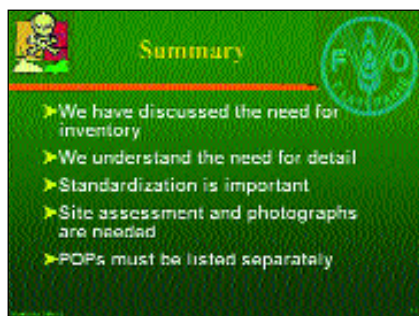 Summary
F A O
➤We have discussed the need for
inventory
➤We understand the need for detail
➤Standardization is important
➤Site assessment and photographs
are needed
➤POPs must be listed separately